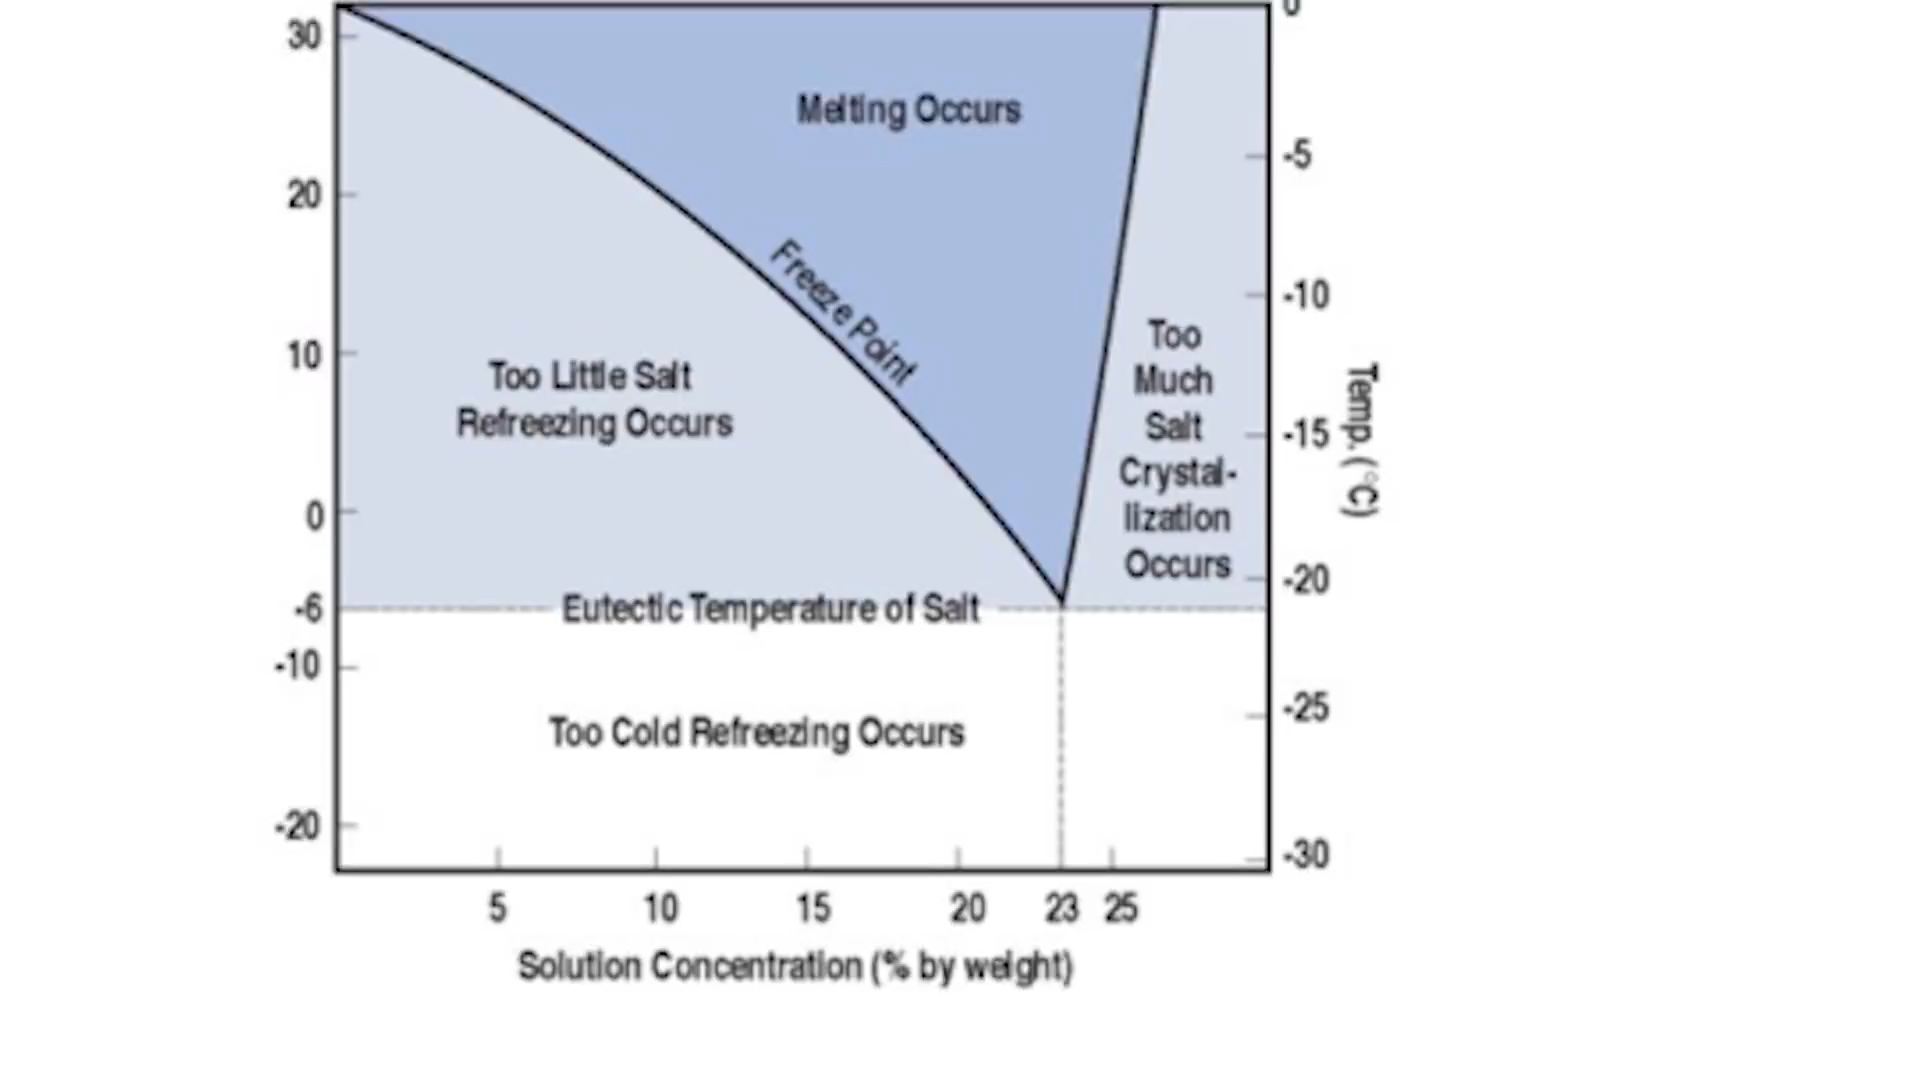 0
30
Melting Occurs
-5
20
Freeze Point
-10
Too
Much
Salt
Crystal-
lization
Occurs
10
Too Little Salt
Refreezing Occurs
Temp. (°C)
-15
0
-20
-6
Eutectic Temperature of Salt
-10
-25
Too Cold Refreezing Occurs
-20
-30
5 10 15 20 23 25
Solution Concentration (% by weight)